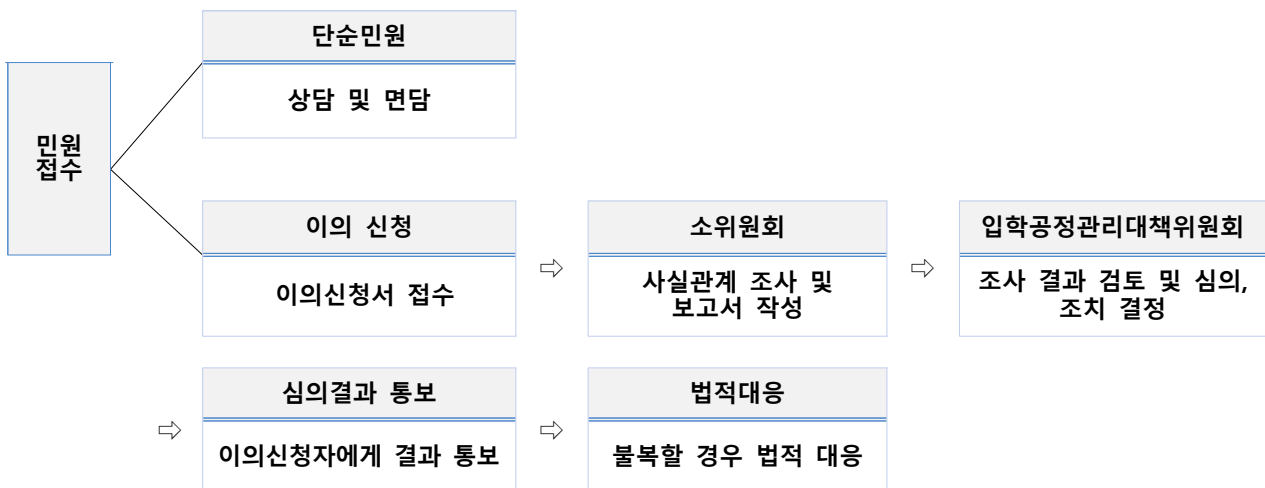 단순민원
상담 및 면담
민원
접수
이의 신청
이의신청서 접수
⇨
소위원회
사실관계 조사 및
보고서 작성
⇨
입학공정관리대책위원회
조사 결과 검토 및 심의,
조치 결정
⇨
심의결과 통보
이의신청자에게 결과 통보
⇨
법적대응
불복할 경우 법적 대응